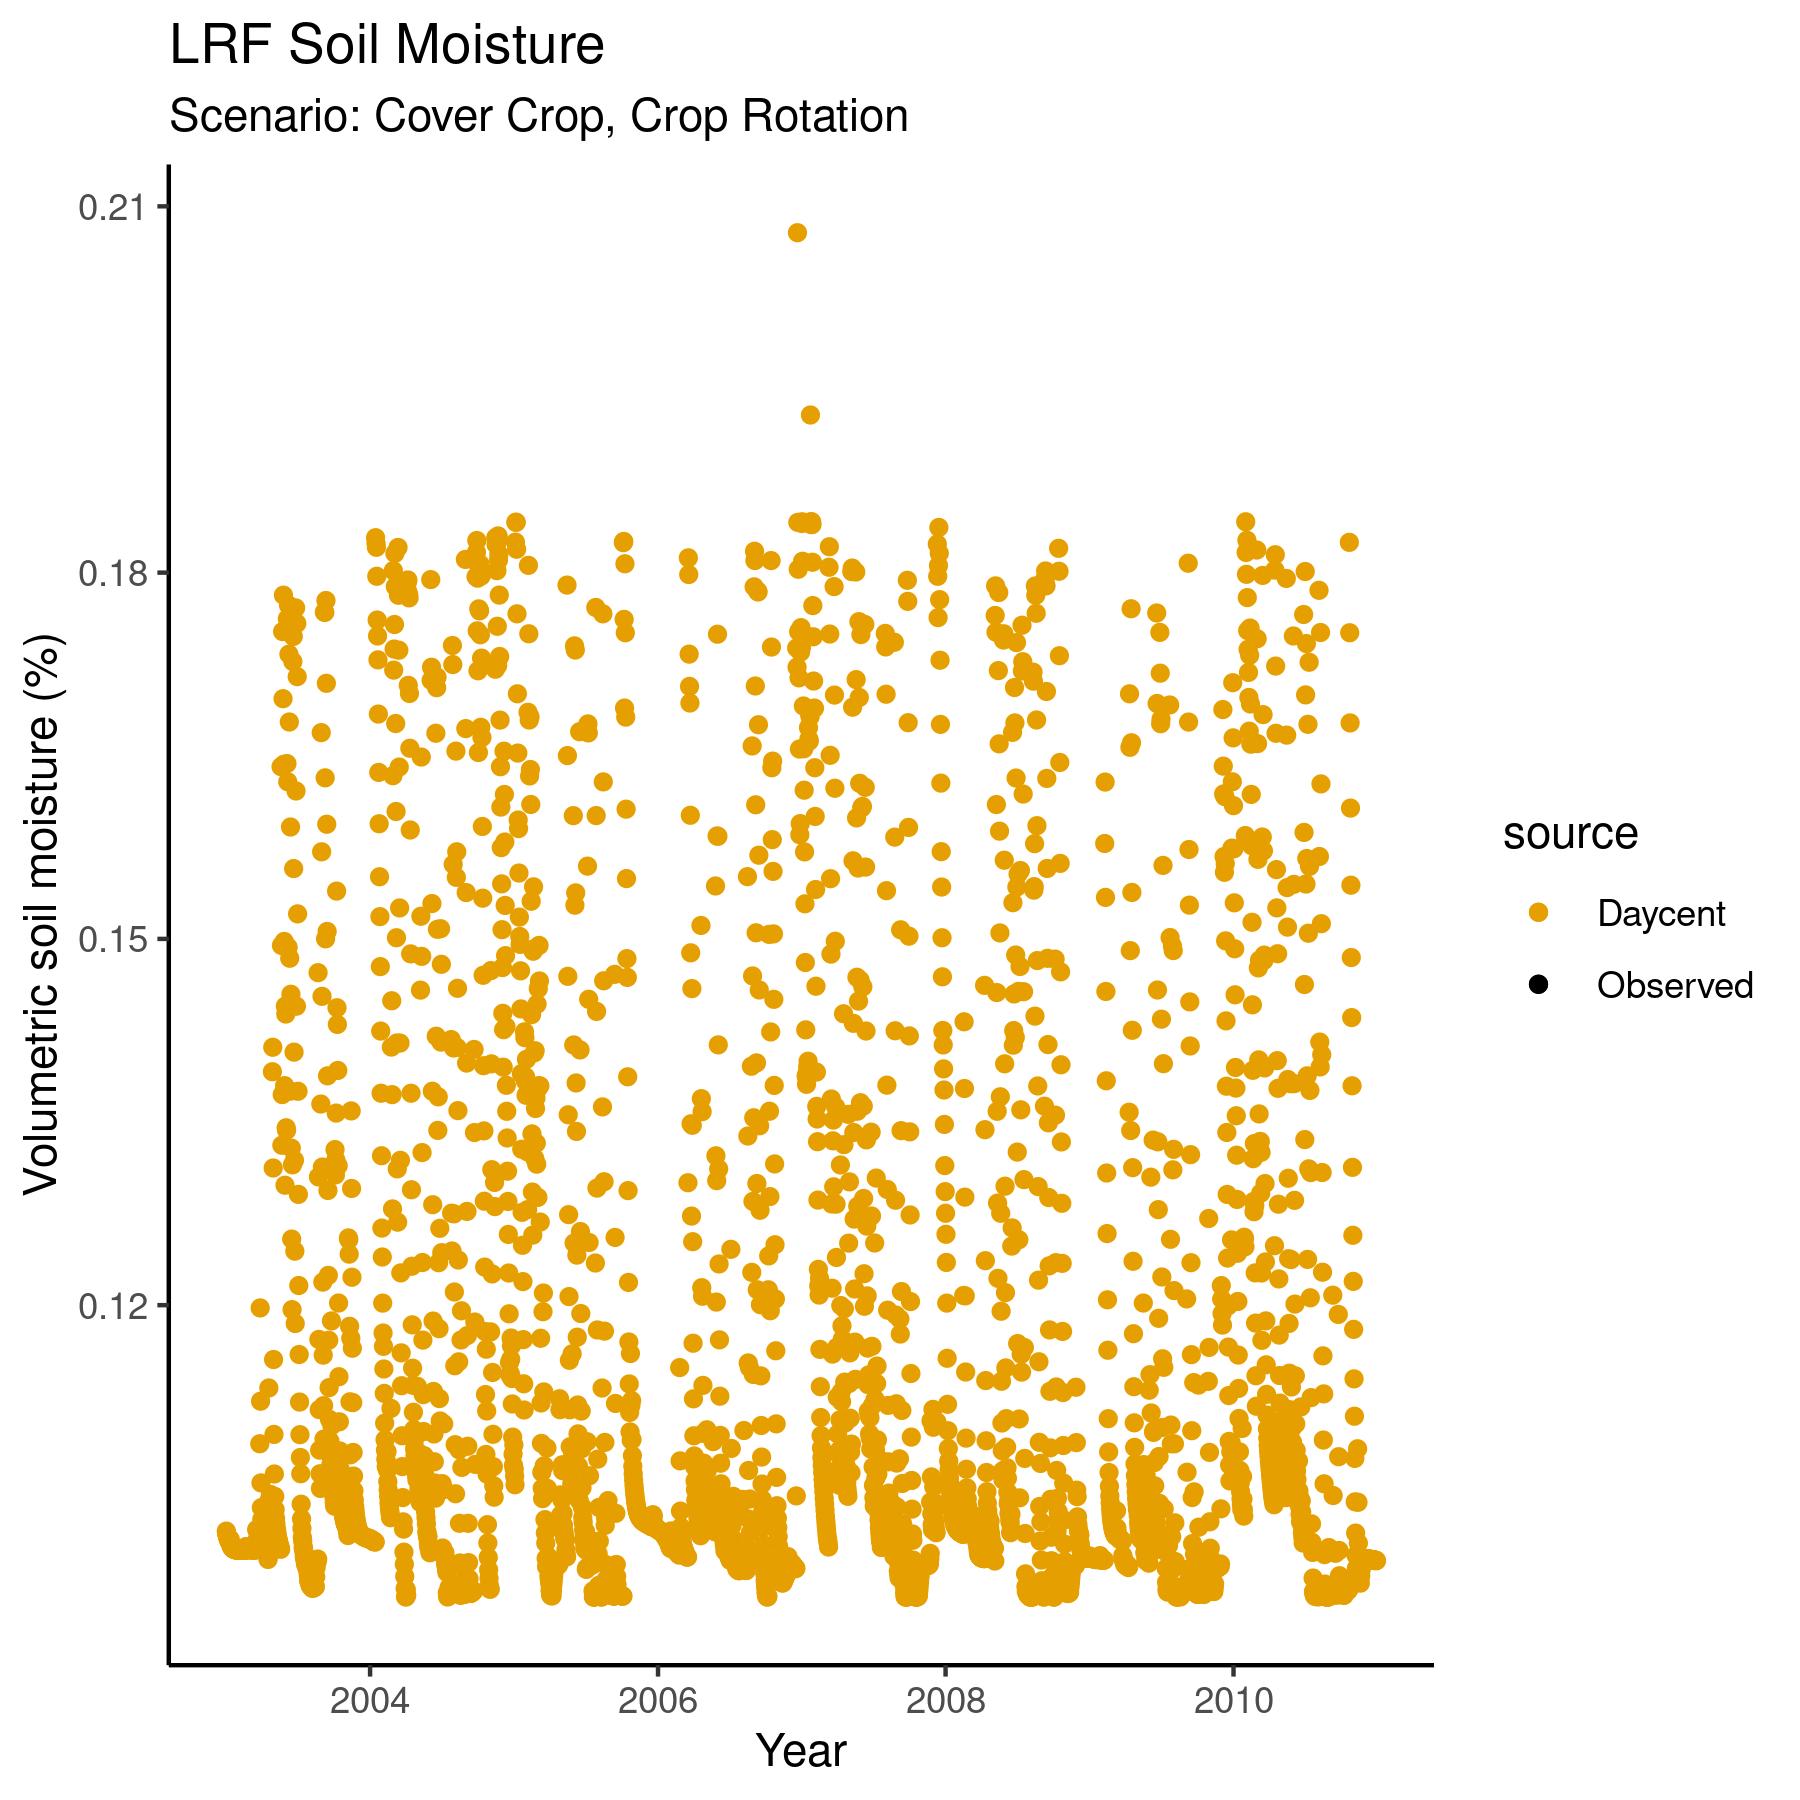 LRF Soil Moisture
Scenario: Cover Crop, Crop Rotation
Volumetric soil moisture (%)
0.21
0.18
0.15
0.12
2004
2006
2008
2010
Year
source
Daycent
Observed